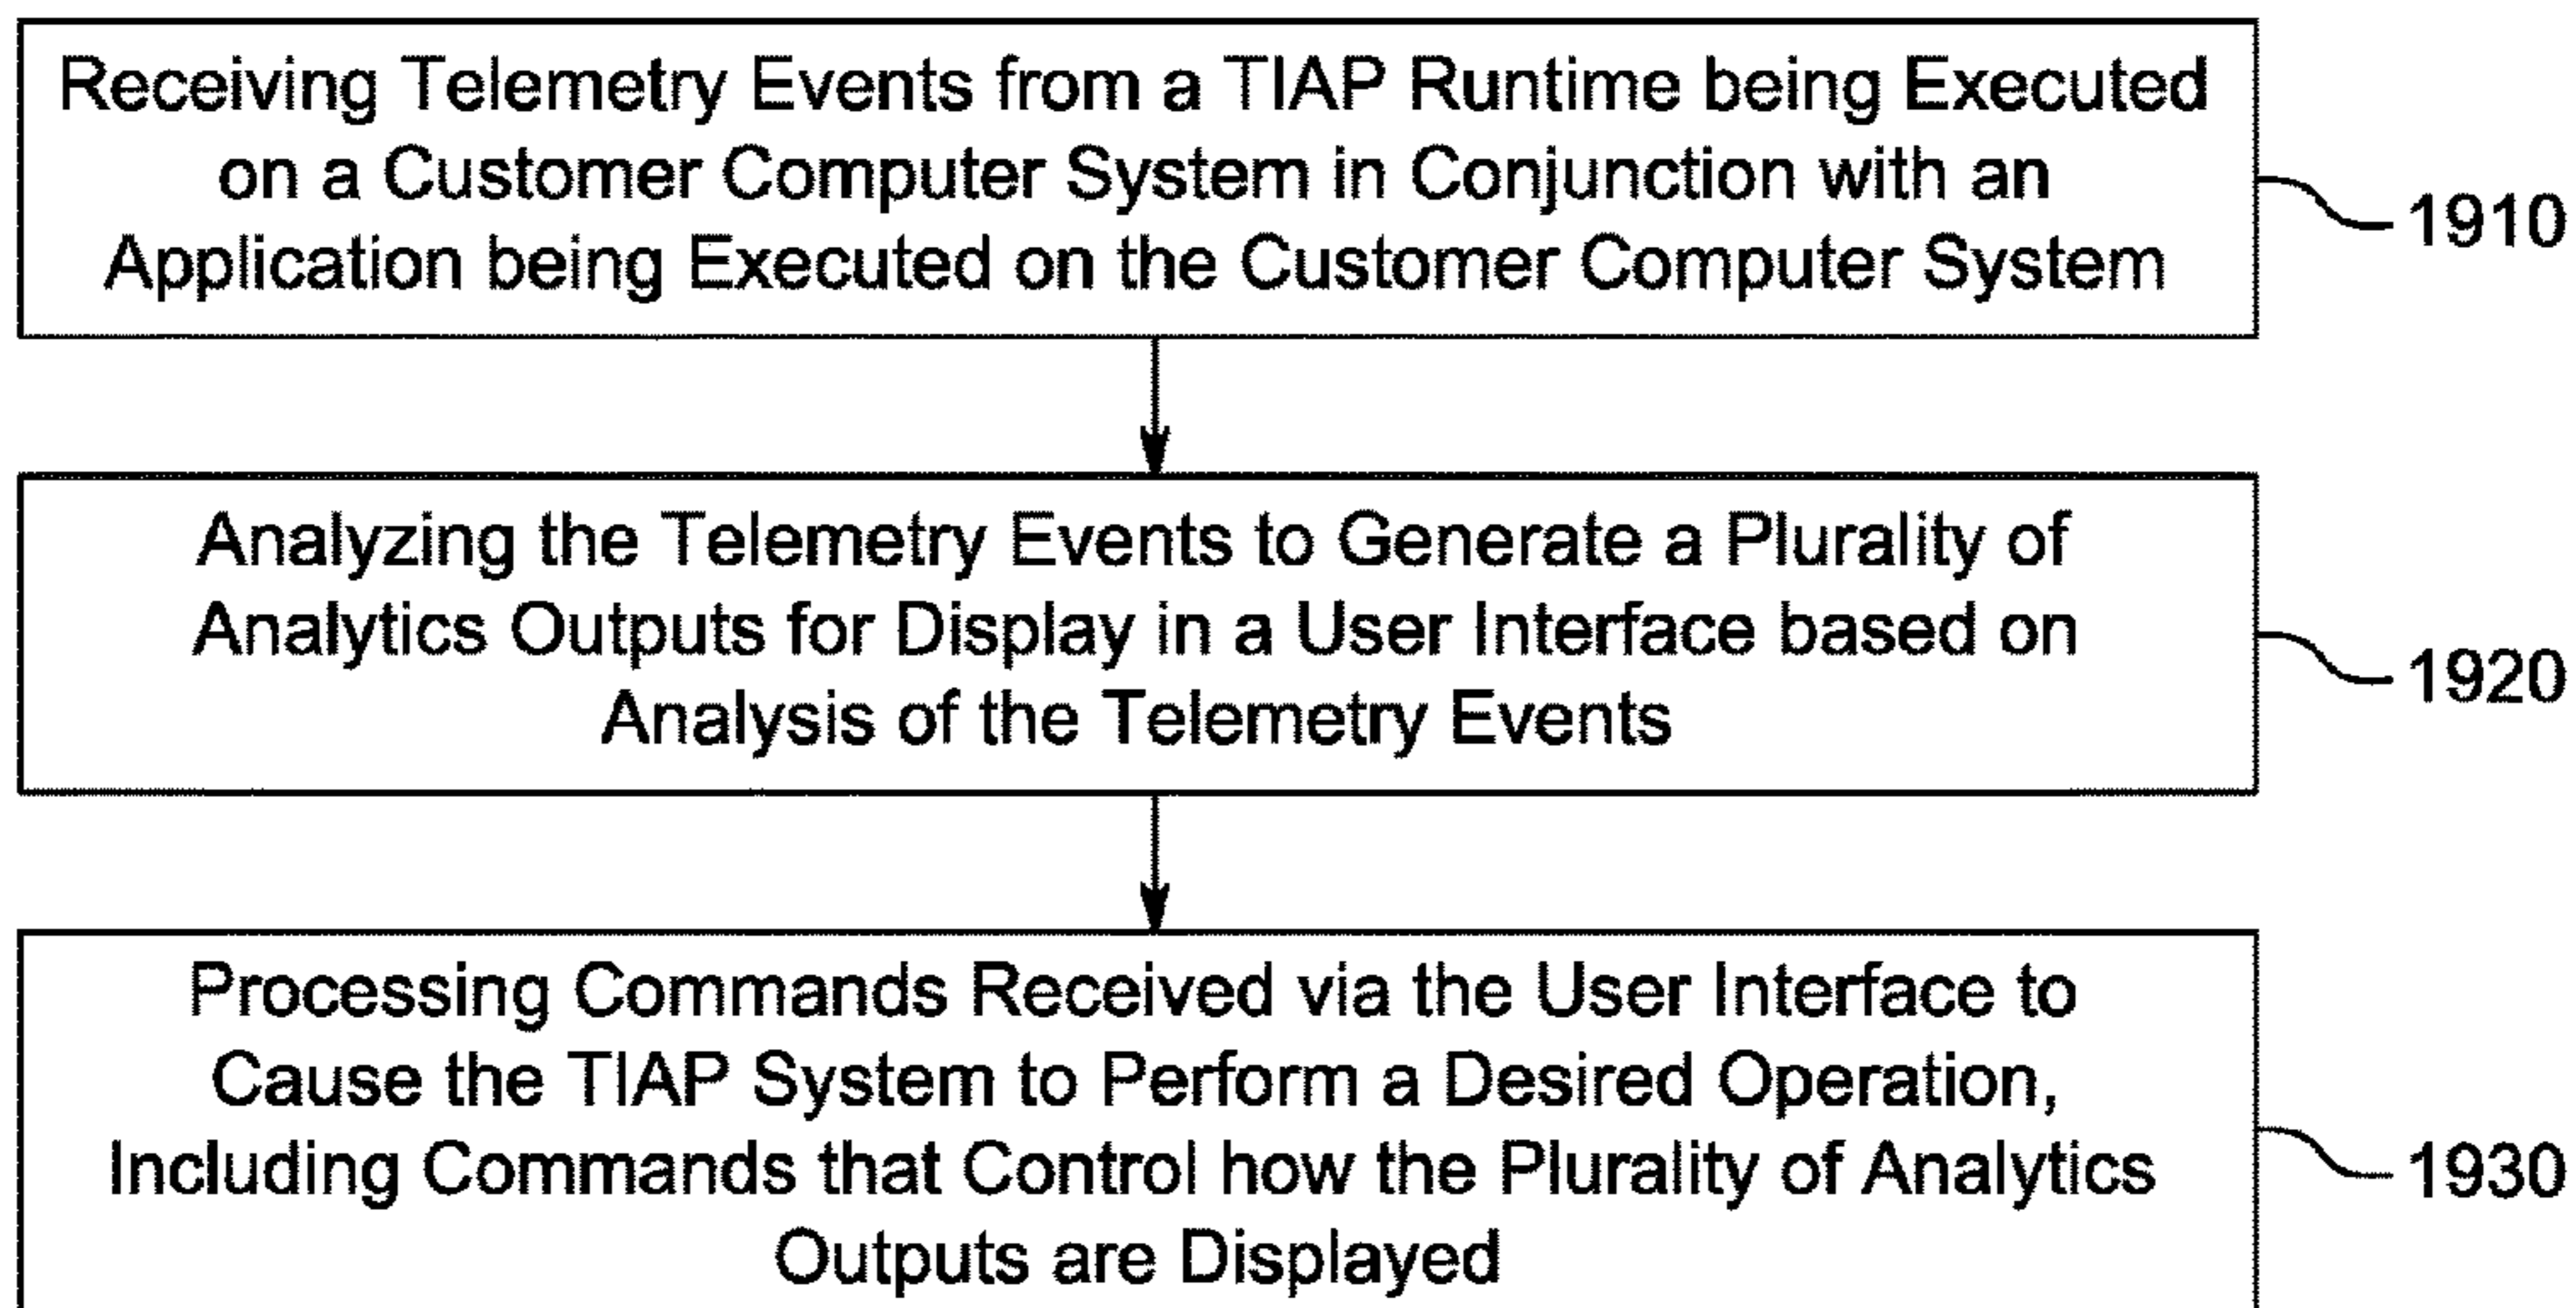 Receiving Telemetry Events from a TIAP Runtime being Executed
on a Customer Computer System in Conjunction with an
Application being Executed on the Customer Computer System
1910
Analyzing the Telemetry Events to Generate a Plurality of
Analytics Outputs for Display in a User Interface based on
Analysis of the Telemetry Events
1920
Processing Commands Received via the User Interface to
Cause the TIAP System to Perform a Desired Operation,
Including Commands that Control how the Plurality of Analytics
Outputs are Displayed
1930